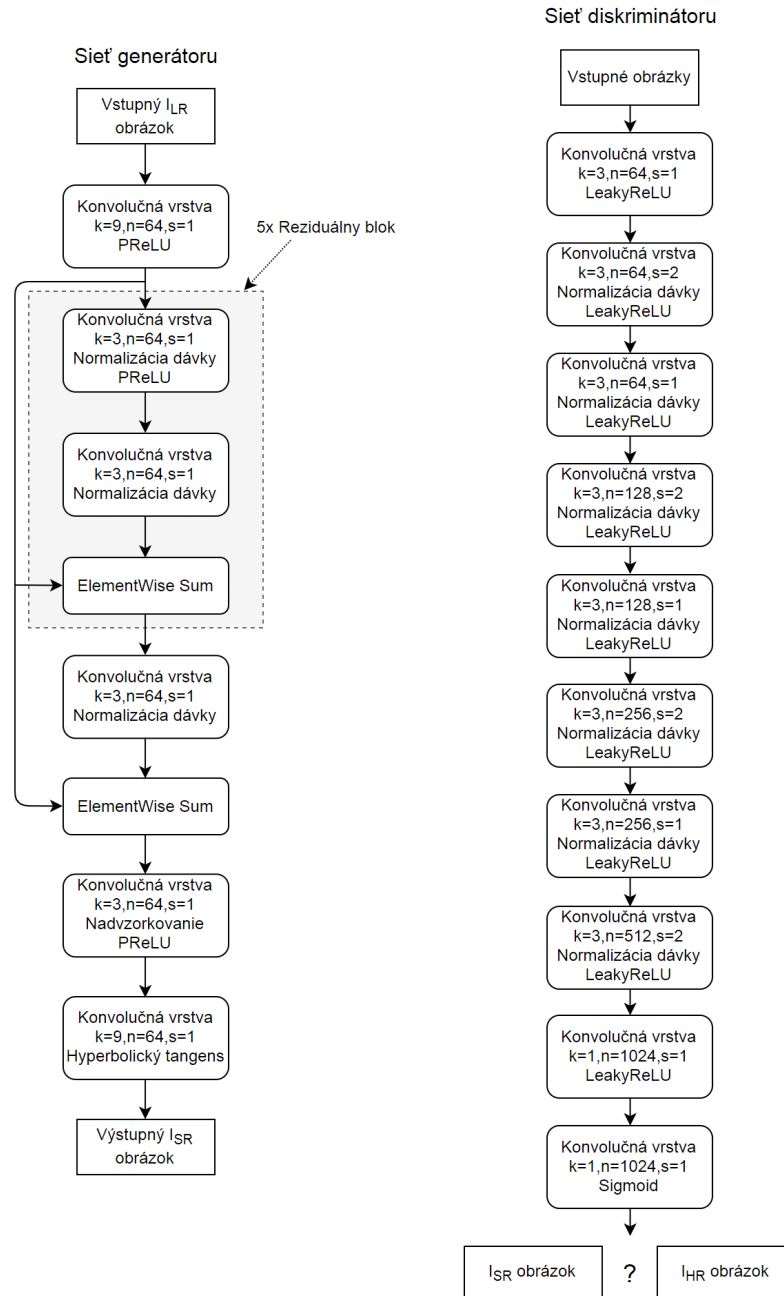 Sieť generátoru
Vstupný I_LR
obrázok
Konvolučná vrstva
k=9,n=64,s=1
PReLU
5x Reziduálny blok
Konvolučná vrstva
k=3,n=64,s=1
Normalizácia dávky
PReLU
Konvolučná vrstva
k=3,n=64,s=1
Normalizácia dávky
ElementWise Sum
Konvolučná vrstva
k=3,n=64,s=1
Normalizácia dávky
ElementWise Sum
Konvolučná vrstva
k=3,n=64,s=1
Nadvzorkovanie
PReLU
Konvolučná vrstva
k=9,n=64,s=1
Hyperbolický tangens
Výstupný I_SR
obrázok
Sieť diskriminátoru
Vstupné obrázky
Konvolučná vrstva
k=3,n=64,s=1
LeakyReLU
Konvolučná vrstva
k=3,n=64,s=2
Normalizácia dávky
LeakyReLU
Konvolučná vrstva
k=3,n=64,s=1
Normalizácia dávky
LeakyReLU
Konvolučná vrstva
k=3,n=128,s=2
Normalizácia dávky
LeakyReLU
Konvolučná vrstva
k=3,n=128,s=1
Normalizácia dávky
LeakyReLU
Konvolučná vrstva
k=3,n=256,s=2
Normalizácia dávky
LeakyReLU
Konvolučná vrstva
k=3,n=256,s=1
Normalizácia dávky
LeakyReLU
Konvolučná vrstva
k=3,n=512,s=2
Normalizácia dávky
LeakyReLU
Konvolučná vrstva
k=1,n=1024,s=1
LeakyReLU
Konvolučná vrstva
k=1,n=1024,s=1
Sigmoid
I_SR obrázok ? I_HR obrázok